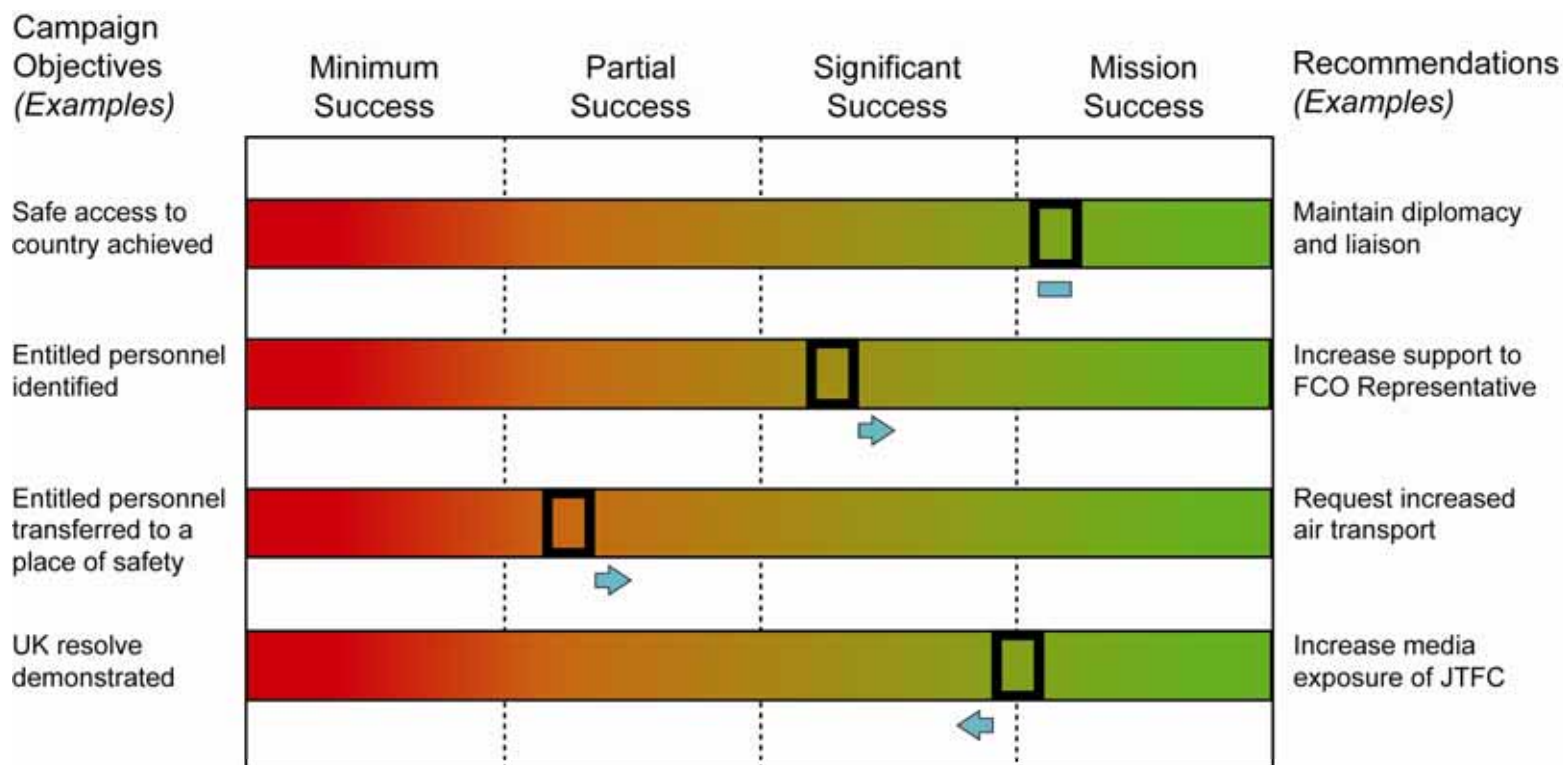 Campaign
Objectives
(Examples)
Minimum
Success
Partial
Success
Significant
Success
Mission
Success
Recommendations
(Examples)
Safe access to
country achieved
Maintain diplomacy
and liaison
Entitled personnel
identified
Increase support to
FCO Representative
Entitled personnel
transferred to a
place of safety
Request increased
air transport
UK resolve
demonstrated
Increase media
exposure of JTFC